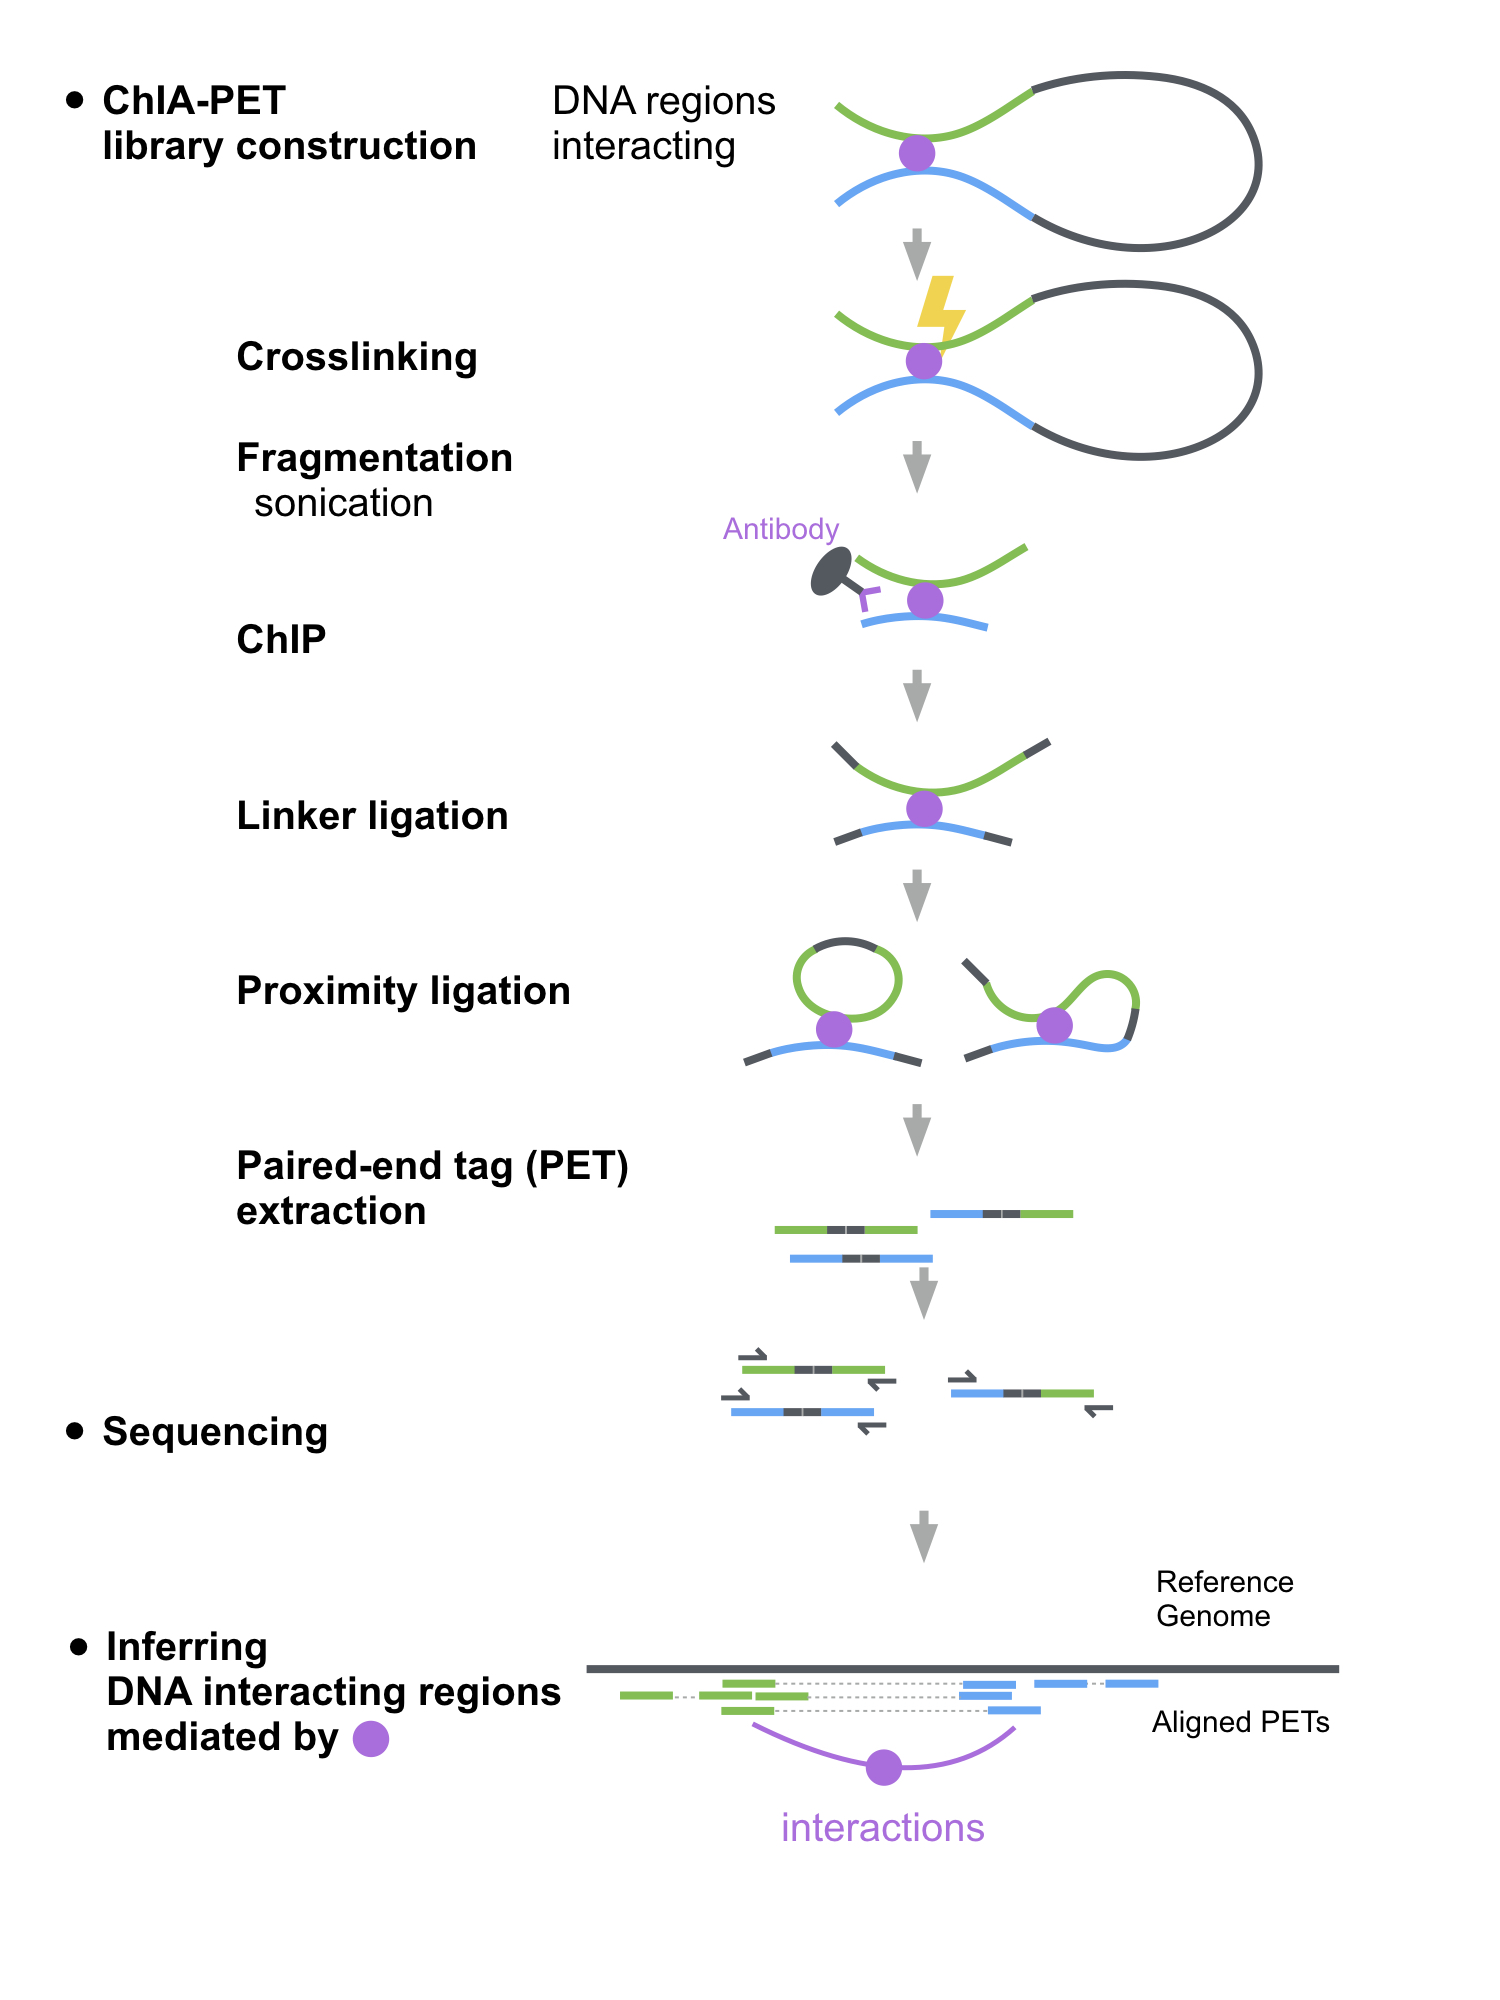 ChIA-PET
library construction
DNA regions
interacting
Crosslinking
Fragmentation
sonication
Antibody
ChIP
Linker ligation
Proximity ligation
Paired-end tag (PET)
extraction
Sequencing
Reference
Genome
Inferring
DNA interacting regions
mediated by
Aligned PETs
interactions